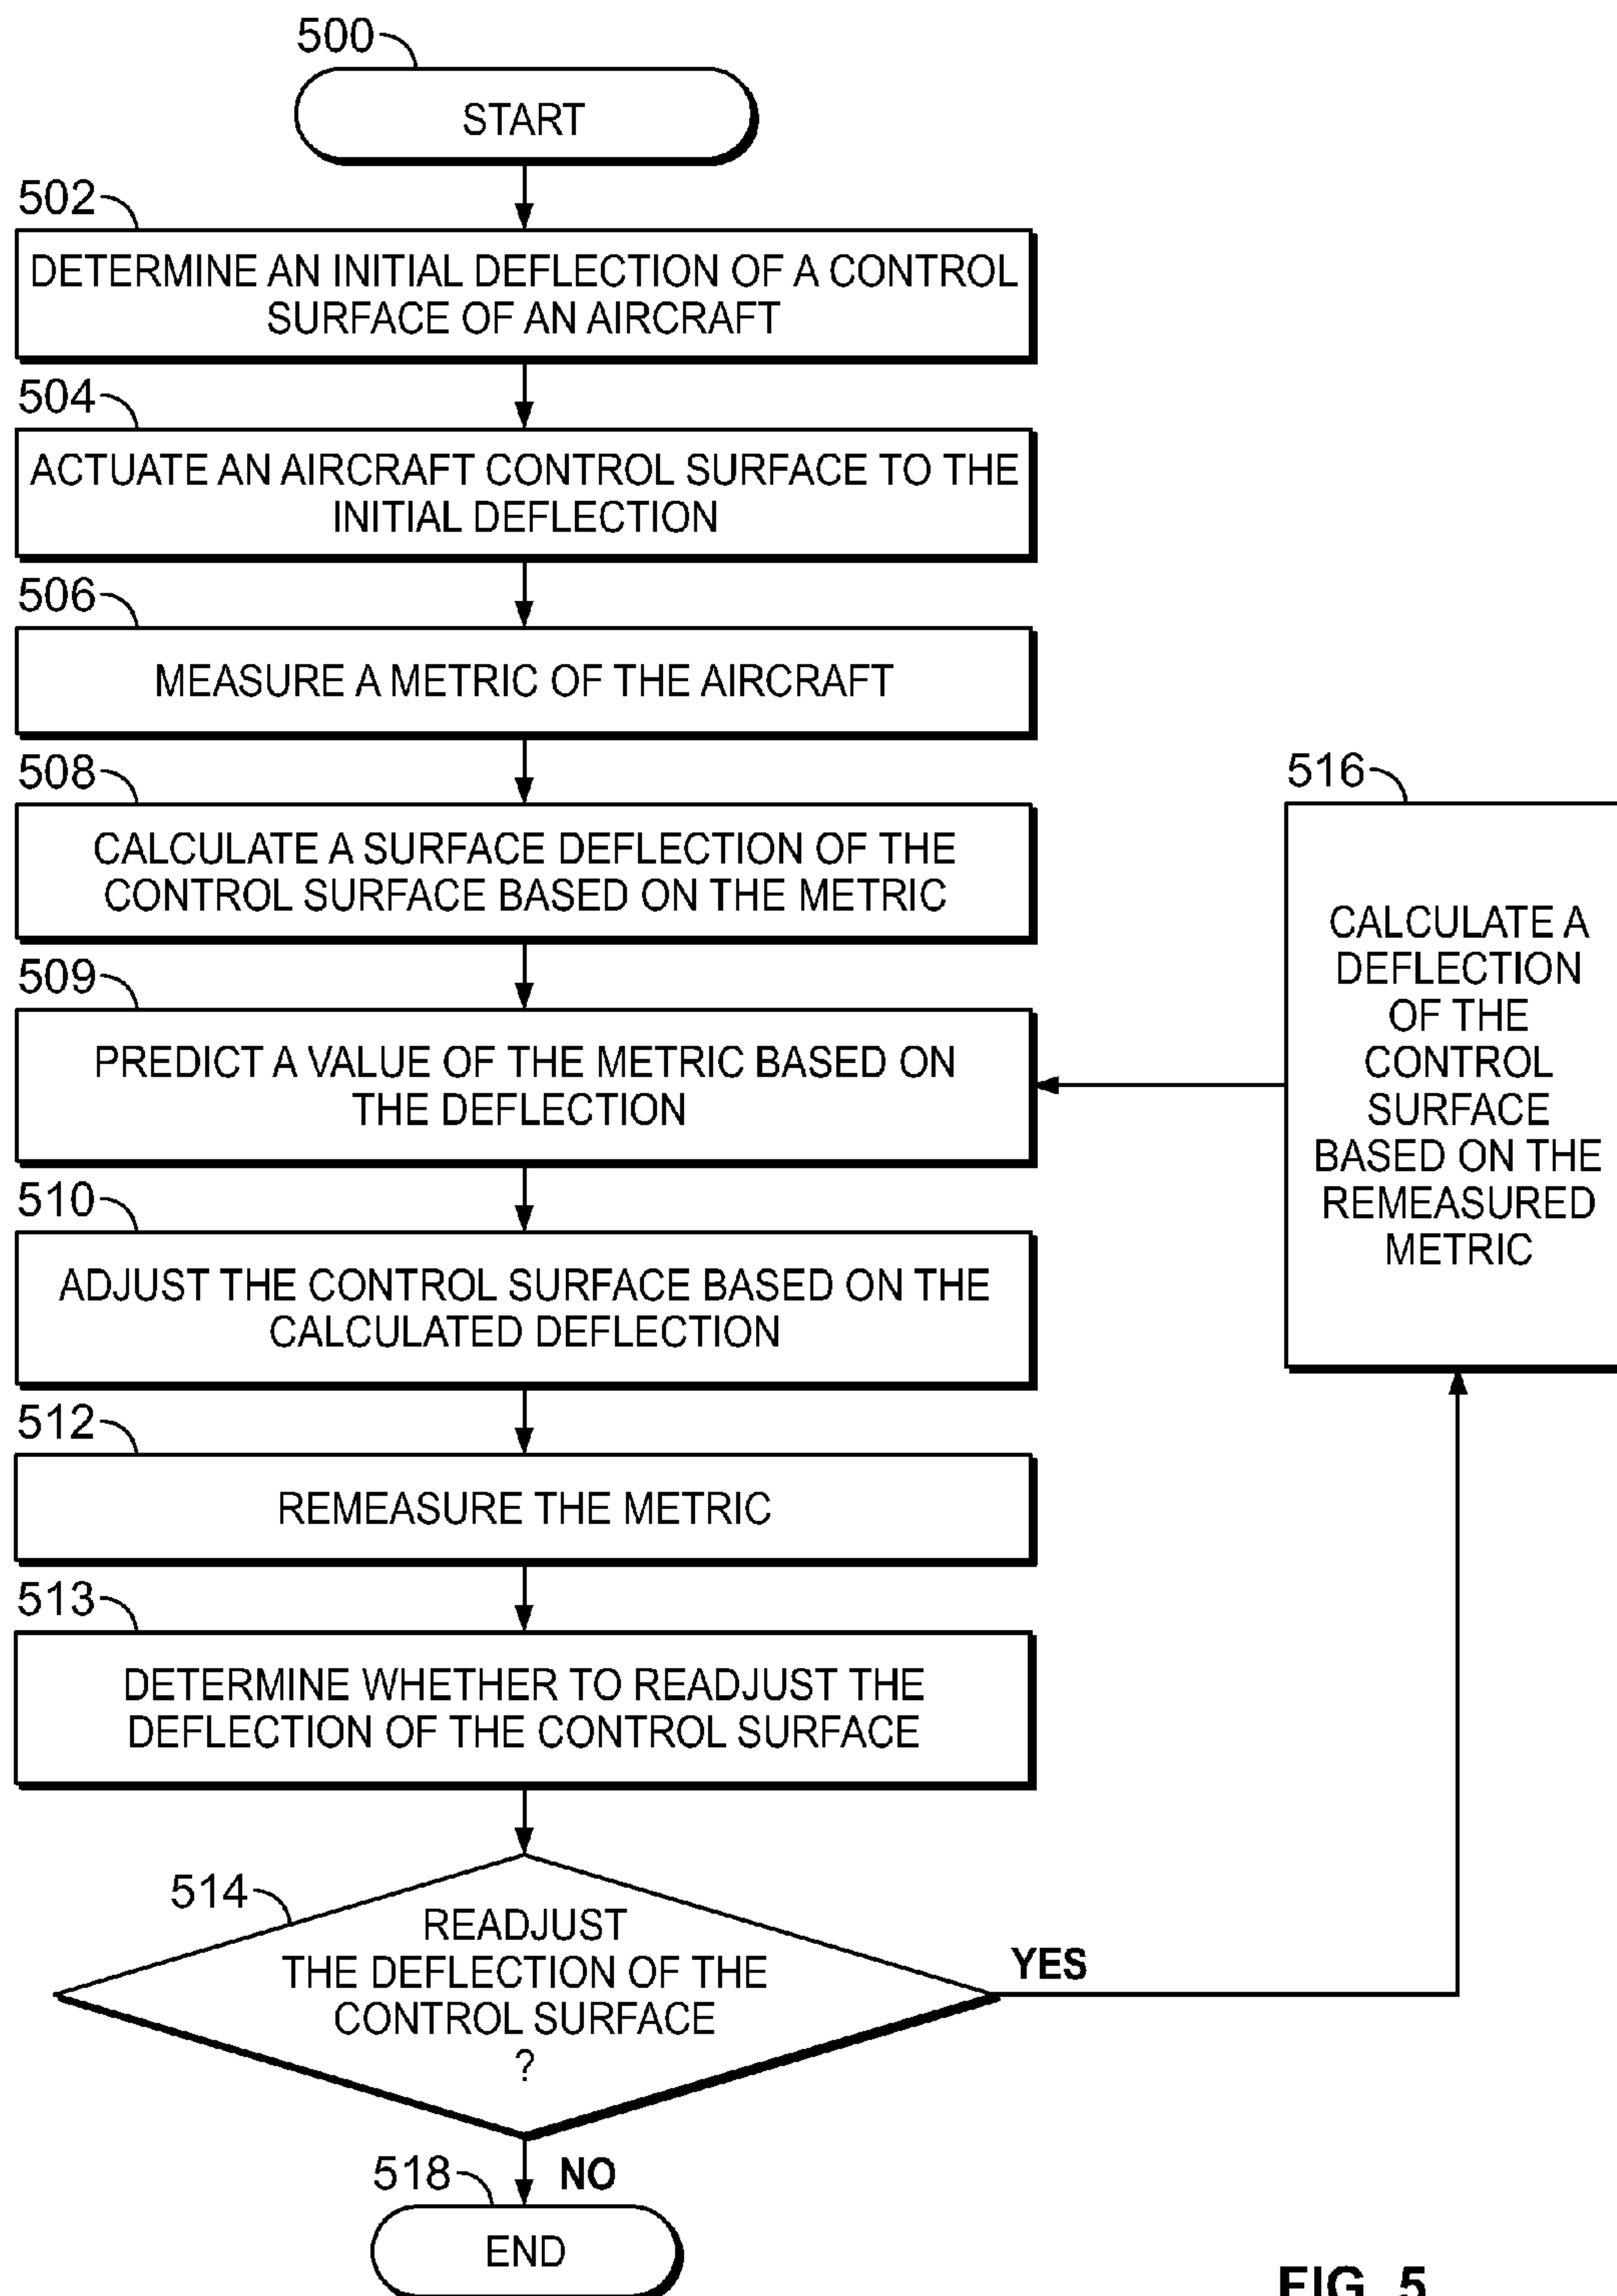 500
START
502
DETERMINE AN INITIAL DEFLECTION OF A CONTROL
SURFACE OF AN AIRCRAFT
504
ACTUATE AN AIRCRAFT CONTROL SURFACE TO THE
INITIAL DEFLECTION
506
MEASURE A METRIC OF THE AIRCRAFT
508
CALCULATE A SURFACE DEFLECTION OF THE
CONTROL SURFACE BASED ON THE METRIC
509
PREDICT A VALUE OF THE METRIC BASED ON
THE DEFLECTION
510
ADJUST THE CONTROL SURFACE BASED ON THE
CALCULATED DEFLECTION
512
REMEASURE THE METRIC
513
DETERMINE WHETHER TO READJUST THE
DEFLECTION OF THE CONTROL SURFACE
514
READJUST
THE DEFLECTION OF THE
CONTROL SURFACE
?
YES
516
CALCULATE A
DEFLECTION
OF THE
CONTROL
SURFACE
BASED ON THE
REMEASURED
METRIC
NO
518
END
FIG. 5